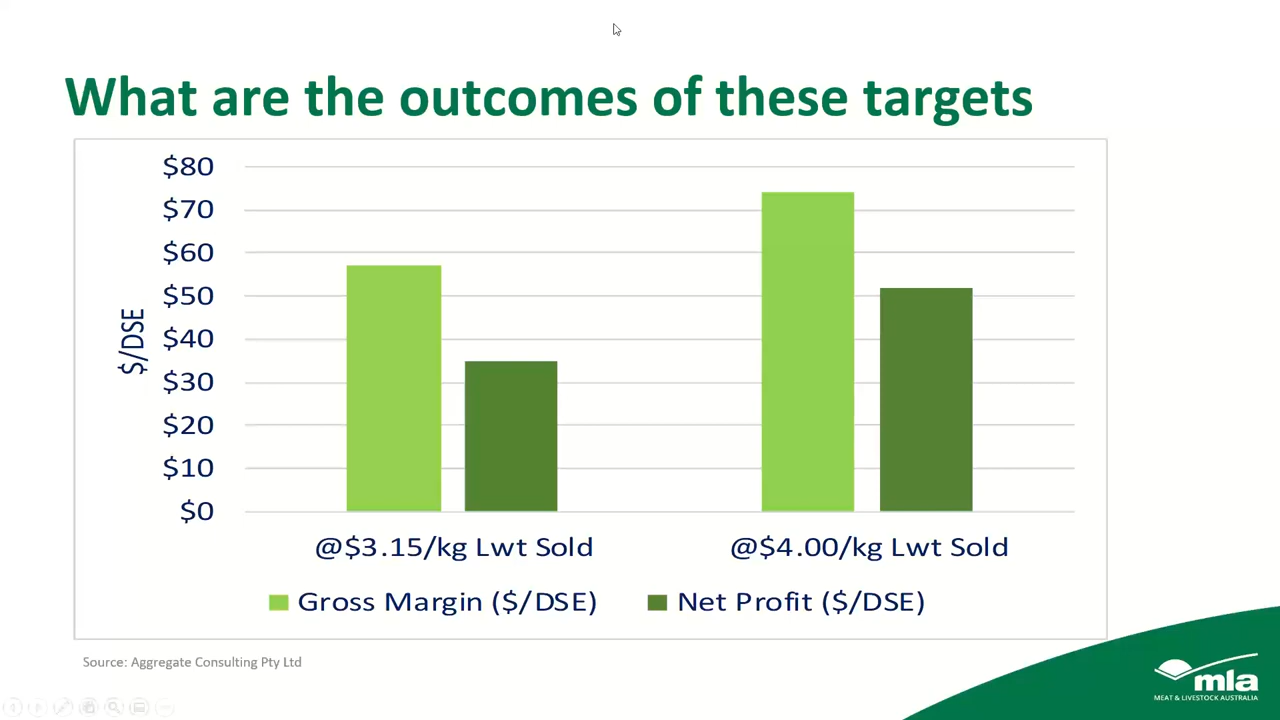 What are the outcomes of these targets
$80
$70
$60
$50
$40
$30
$20
$10
$0
$/DSE
@$3.15/kg Lwt Sold
@$4.00/kg Lwt Sold
Gross Margin ($/DSE)
Net Profit ($/DSE)
Source: Aggregate Consulting Pty Ltd
mla
MEAT & LIVESTOCK AUSTRALIA